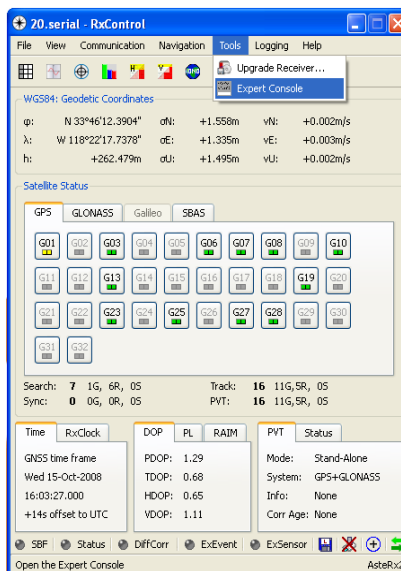 20.serial - RxControl
File View Communication Navigation Tools Logging Help
Upgrade Receiver...
Expert Console
WGS84: Geodetic Coordinates
φ: N 33°46'12.3904" σN: +1.558m vN: +0.002m/s
λ: W 118°22'17.7378" σE: +1.335m vE: +0.003m/s
h: +262.479m σU: +1.495m vU: +0.002m/s
Satellite Status
GPS GLONASS Galileo SBAS
G01 G02 G03 G04 G05 G06 G07 G08 G09 G10
G11 G12 G13 G14 G15 G16 G17 G18 G19 G20
G21 G22 G23 G24 G25 G26 G27 G28 G29 G30
G31 G32
Search: 7 1G, 6R, 0S Track: 16 11G,5R, 0S
Sync: 0 0G, 0R, 0S PVT: 16 11G,5R, 0S
Time RxClock
GNSS time frame
Wed 15-Oct-2008
16:03:27.000
+14s offset to UTC
DOP PL RAIM
PDOP: 1.29
TDOP: 0.68
HDOP: 0.65
VDOP: 1.11
PVT Status
Mode: Stand-Alone
System: GPS+GLONASS
Info: None
Corr Age: None
SBF Status DiffCorr ExEvent ExSensor
Open the Expert Console AsteRx2